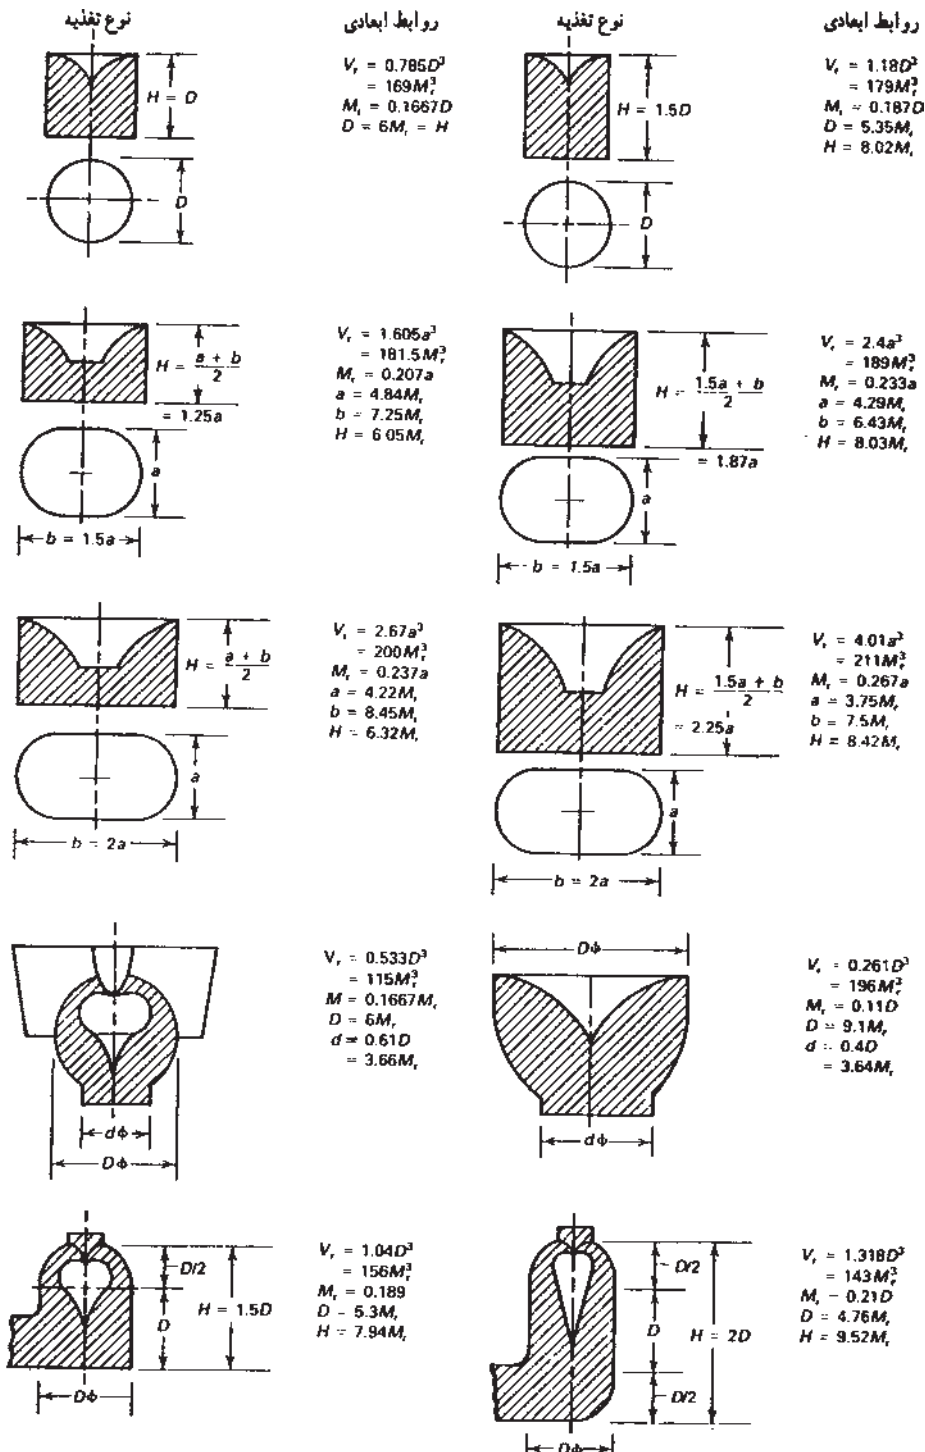 نوع تغذیه
روابط ابعادی
نوع تغذیه
روابط ابعادی
H = D
D
V_r = 0.785D³
= 169M_r³
M_r = 0.1667D
D = 6M_r = H
H = 1.5D
D
V_r = 1.18D³
= 179M_r³
M_r = 0.187D
D = 5.35M_r
H = 8.02M_r
H = (a + b)/2
= 1.25a
a
b = 1.5a
V_r = 1.605a³
= 181.5M_r³
M_r = 0.207a
a = 4.84M_r
b = 7.25M_r
H = 6.05M_r
H = (1.5a + b)/2
= 1.87a
a
b = 1.5a
V_r = 2.4a³
= 189M_r³
M_r = 0.233a
a = 4.29M_r
b = 6.43M_r
H = 8.03M_r
H = (a + b)/2
a
b = 2a
V_r = 2.67a³
= 200M_r³
M_r = 0.237a
a = 4.22M_r
b = 8.45M_r
H = 6.32M_r
H = (1.5a + b)/2
= 2.25a
a
b = 2a
V_r = 4.01a³
= 211M_r³
M_r = 0.267a
a = 3.75M_r
b = 7.5M_r
H = 8.42M_r
dϕ
Dϕ
V_r = 0.533D³
= 115M_r³
M = 0.1667M_r
D = 6M_r
d = 0.61D
= 3.66M_r
Dϕ
dϕ
V_r = 0.261D³
= 196M_r³
M_r = 0.11D
D = 9.1M_r
d = 0.4D
= 3.64M_r
D/2
D
H = 1.5D
Dϕ
V_r = 1.04D³
= 156M_r³
M_r = 0.189
D = 5.3M_r
H = 7.94M_r
D/2
D
H = 2D
D/2
Dϕ
V_r = 1.318D³
= 143M_r³
M_r = 0.21D
D = 4.76M_r
H = 9.52M_r